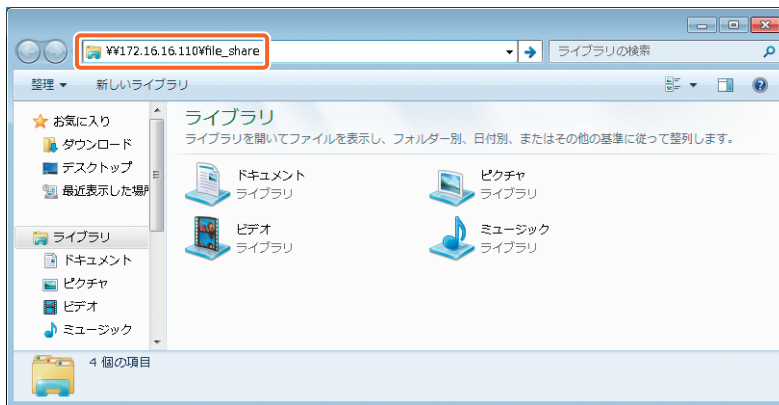 ¥¥172.16.16.110¥file_share
ライブラリの検索
整理
新しいライブラリ
お気に入り
ダウンロード
デスクトップ
最近表示した場所
ライブラリ
ドキュメント
ピクチャ
ビデオ
ミュージック
ライブラリ
ライブラリを開いてファイルを表示し、フォルダー別、日付別、またはその他の基準に従って整列します。
ドキュメント
ライブラリ
ピクチャ
ライブラリ
ビデオ
ライブラリ
ミュージック
ライブラリ
4 個の項目